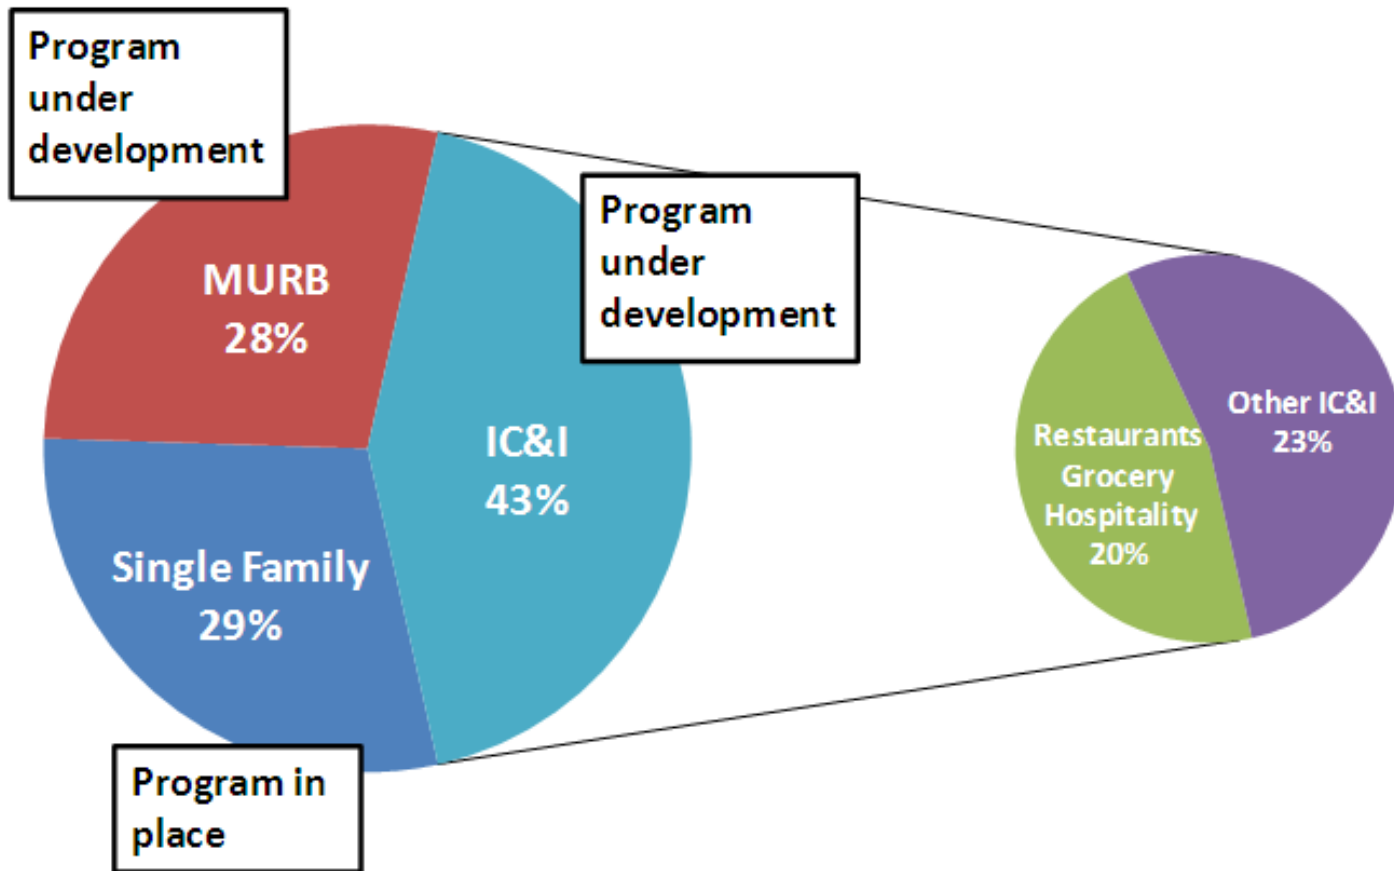 Program
under
development
Program
under
development
MURB
28%
IC&I
43%
Other IC&I
23%
Restaurants
Grocery
Hospitality
20%
Single Family
29%
Program in
place